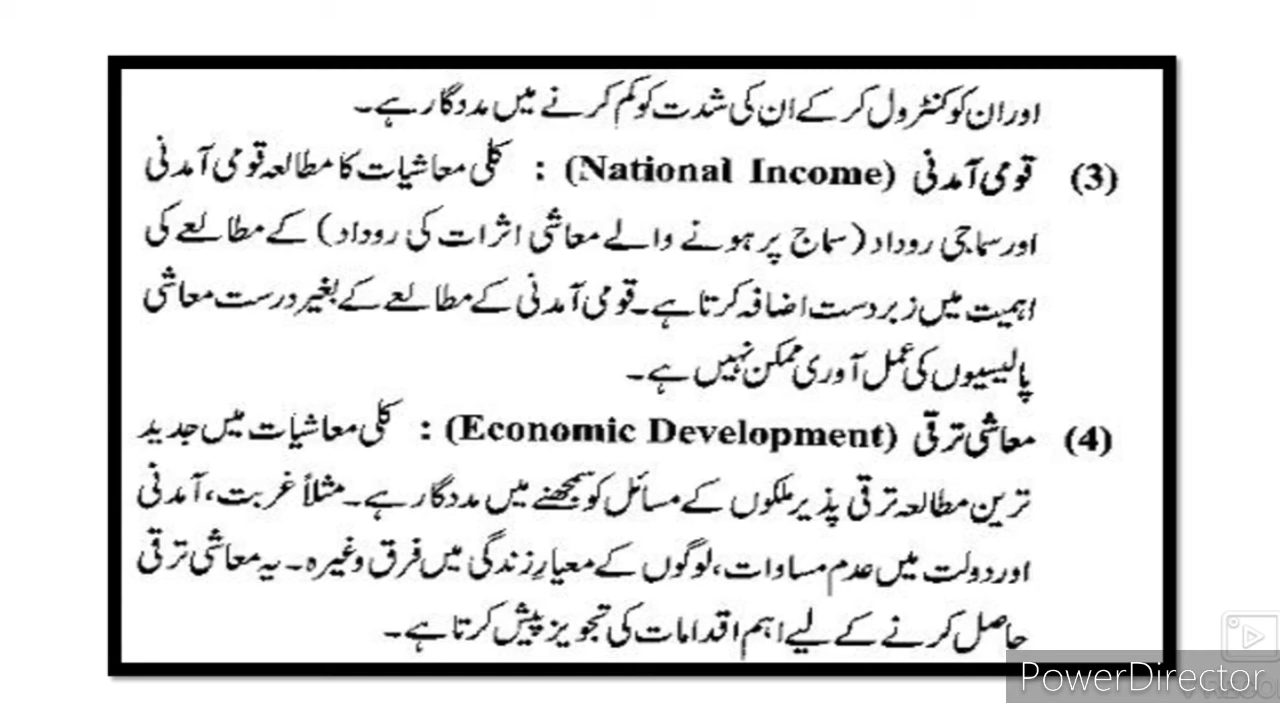 اور ان کو کنٹرول کر کے ان کی شدت کو کم کرنے میں مددگار ہے۔
(3) قومی آمدنی (National Income) : کلی معاشیات کا مطالعہ قومی آمدنی
اور سماجی روداد (سماج پر ہونے والے معاشی اثرات کی روداد) کے مطالعے کی
اہمیت میں زبردست اضافہ کرتا ہے۔ قومی آمدنی کے مطالعے کے بغیر درست معاشی
پالیسیوں کی عمل آوری ممکن نہیں ہے۔
(4) معاشی ترقی (Economic Development) : کلی معاشیات میں جدید
ترین مطالعہ ترقی پذیر ملکوں کے مسائل کو سمجھنے میں مددگار ہے۔ مثلاً غربت، آمدنی
اور دولت میں عدم مساوات، لوگوں کے معیارِ زندگی میں فرق وغیرہ۔ یہ معاشی ترقی
حاصل کرنے کے لیے اہم اقدامات کی تجویز پیش کرتا ہے۔
PowerDirector